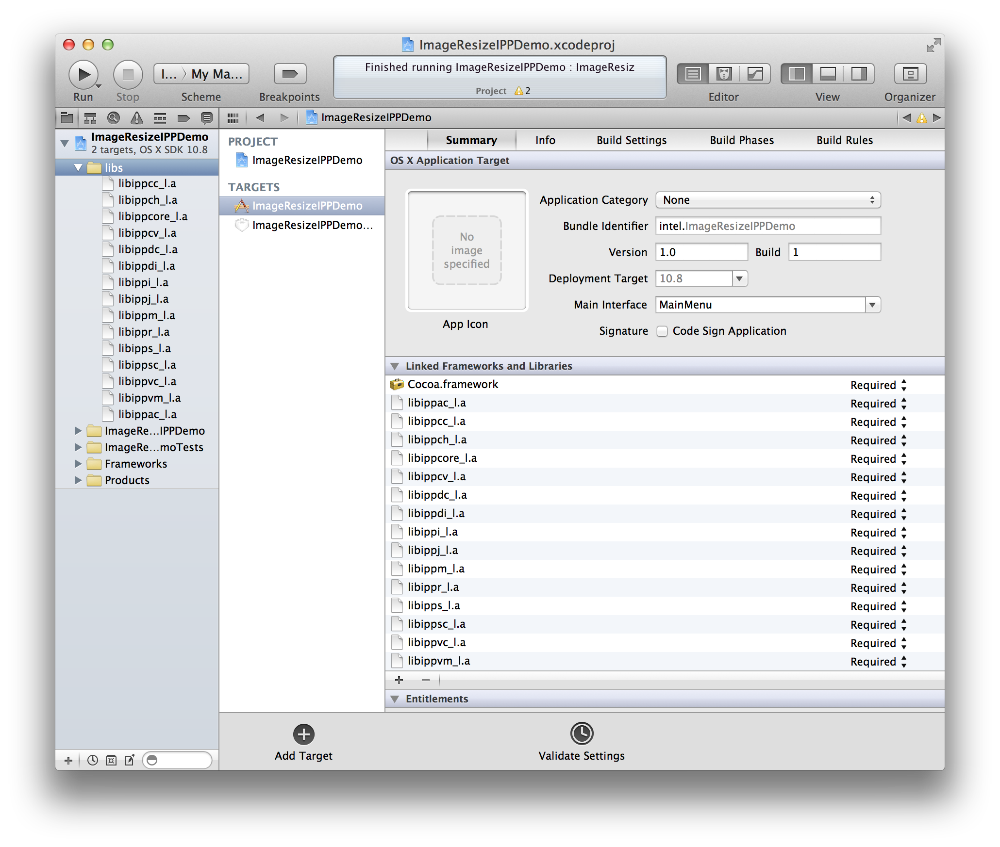 ImageResizeIPPDemo.xcodeproj
Finished running ImageResizeIPPDemo : ImageResiz
I... My Ma...
Project 2
Run
Stop
Scheme
Breakpoints
Editor
View
Organizer
ImageResizeIPPDemo
ImageResizeIPPDemo
2 targets, OS X SDK 10.8
libs
libippcc_l.a
libippch_l.a
libippcore_l.a
libippcv_l.a
libippdc_l.a
libippdi_l.a
libippi_l.a
libippj_l.a
libippm_l.a
libippr_l.a
libipps_l.a
libippsc_l.a
libippvc_l.a
libippvm_l.a
libippac_l.a
ImageRe...IPPDemo
ImageRe...moTests
Frameworks
Products
PROJECT
ImageResizeIPPDemo
TARGETS
ImageResizeIPPDemo
ImageResizeIPPDemo...
Summary
Info
Build Settings
Build Phases
Build Rules
OS X Application Target
No
image
specified
App Icon
Application Category None
Bundle Identifier intel.ImageResizeIPPDemo
Version 1.0 Build 1
Deployment Target 10.8
Main Interface MainMenu
Signature Code Sign Application
Linked Frameworks and Libraries
Cocoa.framework Required
libippac_l.a Required
libippcc_l.a Required
libippch_l.a Required
libippcore_l.a Required
libippcv_l.a Required
libippdc_l.a Required
libippdi_l.a Required
libippi_l.a Required
libippj_l.a Required
libippm_l.a Required
libippr_l.a Required
libipps_l.a Required
libippsc_l.a Required
libippvc_l.a Required
libippvm_l.a Required
Entitlements
Add Target
Validate Settings